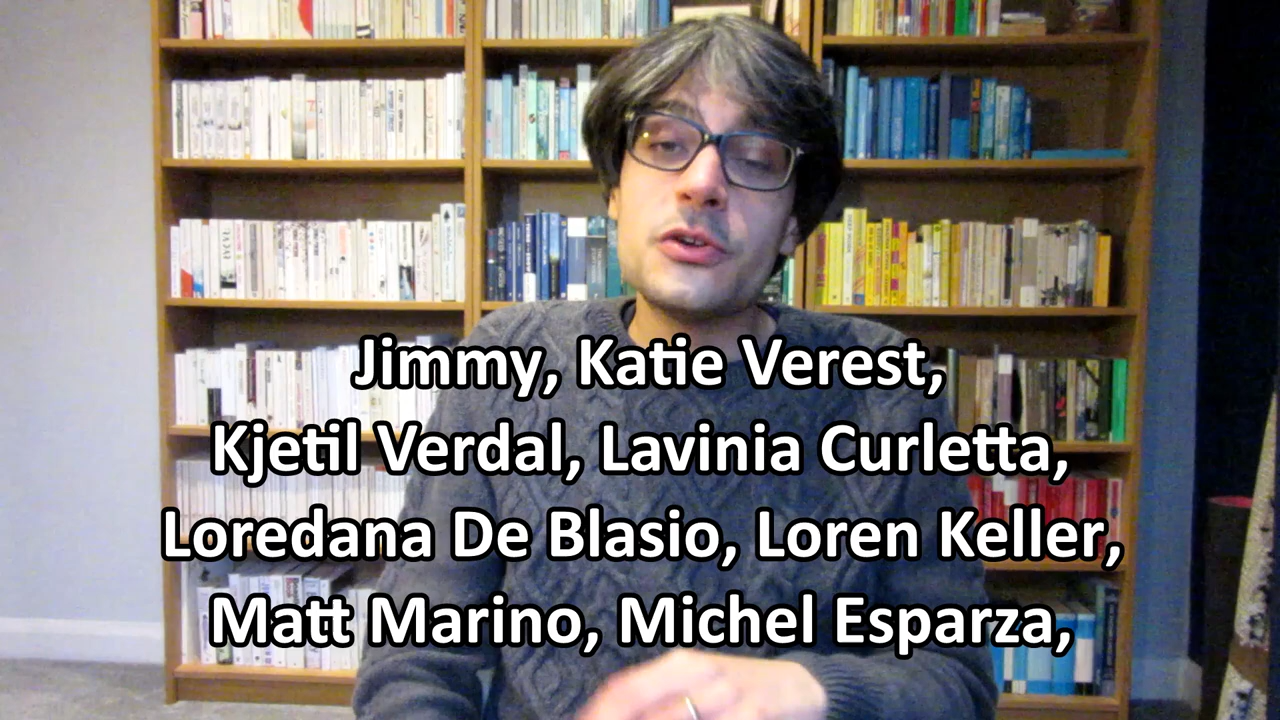 Jimmy, Katie Verest,
Kjetil Verdal, Lavinia Curletta,
Loredana De Blasio, Loren Keller,
Matt Marino, Michel Esparza,